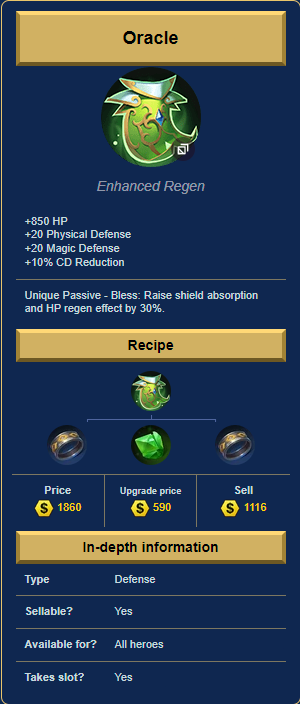 Oracle
Enhanced Regen
+850 HP
+20 Physical Defense
+20 Magic Defense
+10% CD Reduction
Unique Passive - Bless: Raise shield absorption
and HP regen effect by 30%.
Recipe
Price Upgrade price Sell
S 1860 S 590 S 1116
In-depth information
Type Defense
Sellable? Yes
Available for? All heroes
Takes slot? Yes